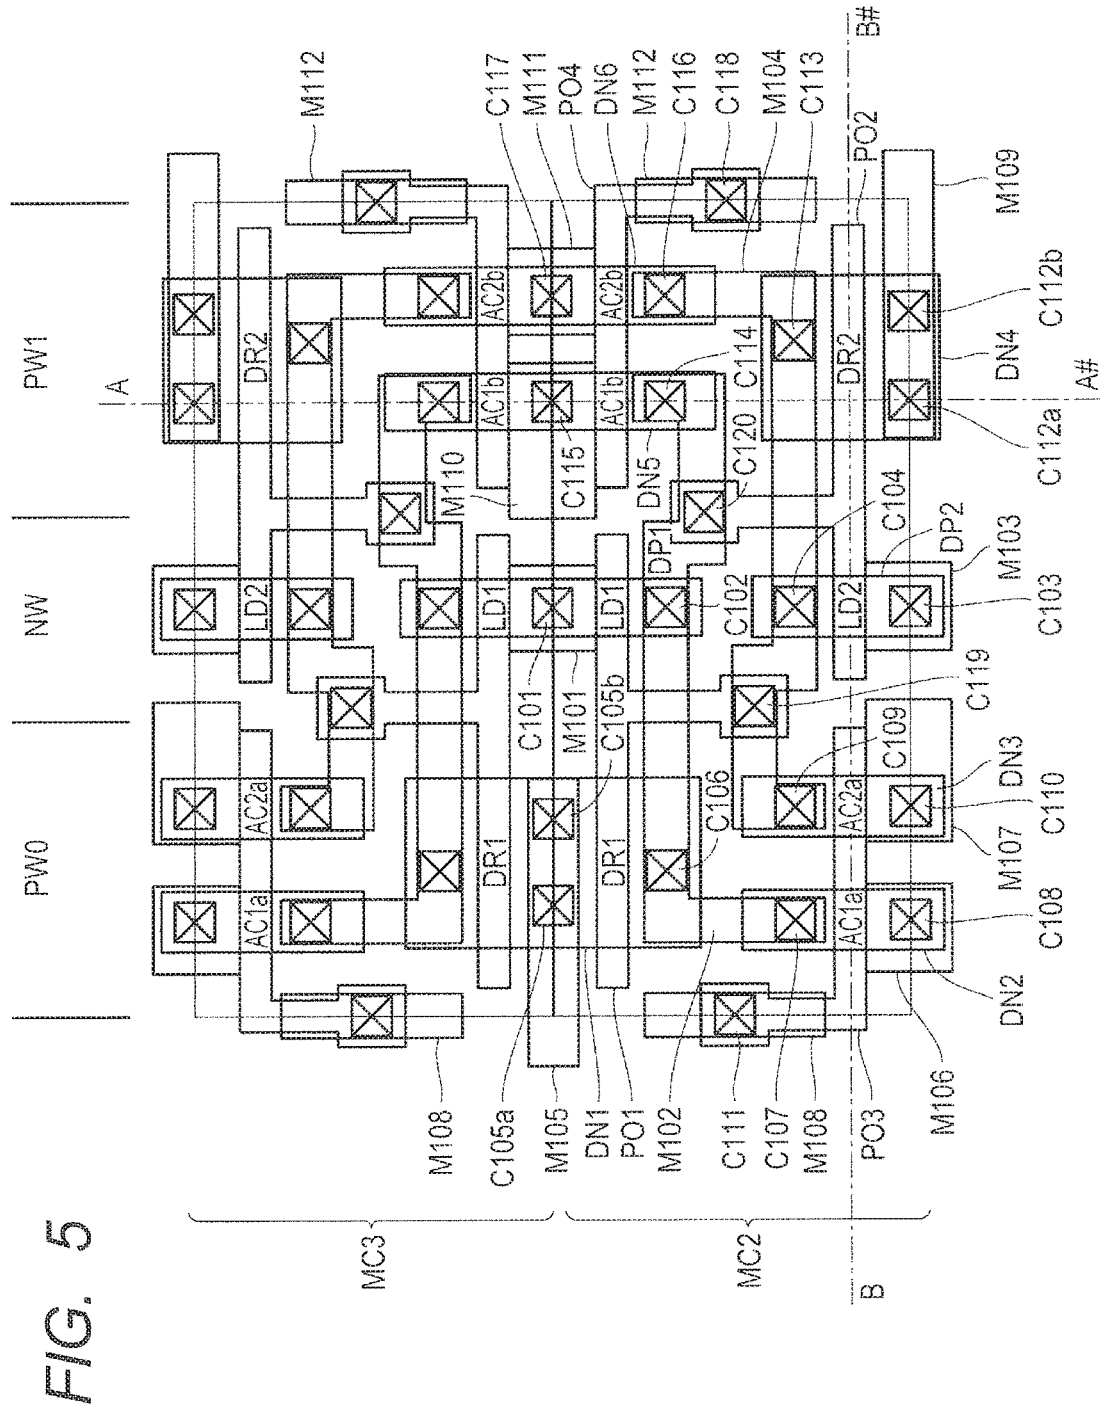 FIG. 5
PW0
NW
PW1
A
M112
C117
M111
PO4
DN6
M112
C116
C118
M104
C113
B#
PO2
M109
C112b
DN4
A#
C112a
C114
C120
C104
DP2
M103
C103
C102
C119
C109
DN3
C110
M107
C108
DN2
M106
PO3
M108
C107
C111
M102
PO1
DN1
M105
C105a
M108
MC3
MC2
B
DR2
AC2b
AC2b
DR2
AC1b
AC1b
M110
C115
DN5
DP1
LD2
LD1
LD1
LD2
C101
M101
C105b
C106
AC2a
AC2a
DR1
DR1
AC1a
AC1a